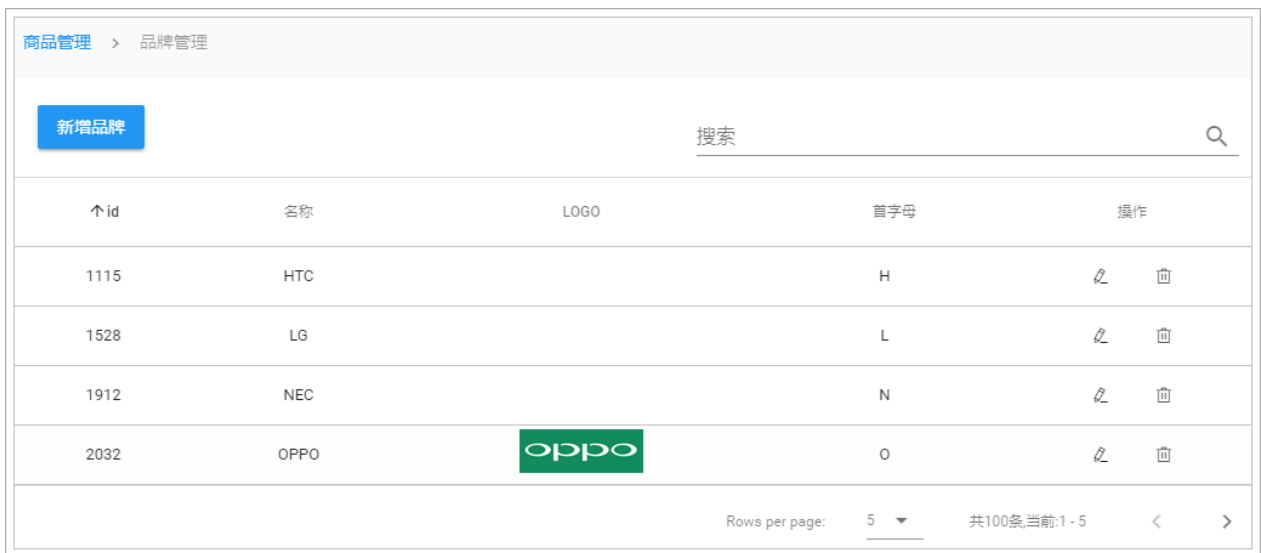 商品管理 > 品牌管理
新增品牌
搜索
id 名称 LOGO 首字母 操作
1115 HTC H
1528 LG L
1912 NEC N
2032 OPPO oppo O
Rows per page: 5 共100条,当前:1 - 5